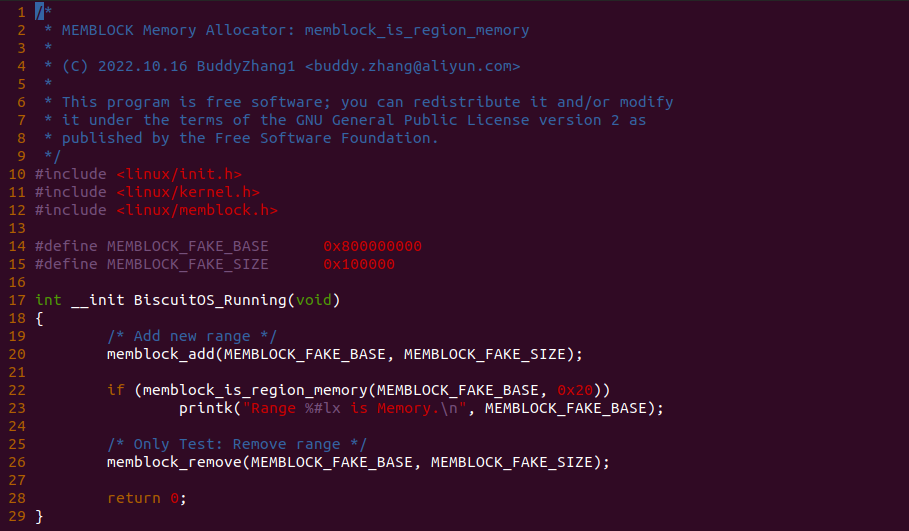 1 /*
2  * MEMBLOCK Memory Allocator: memblock_is_region_memory
3  *
4  * (C) 2022.10.16 BuddyZhang1 <buddy.zhang@aliyun.com>
5  *
6  * This program is free software; you can redistribute it and/or modify
7  * it under the terms of the GNU General Public License version 2 as
8  * published by the Free Software Foundation.
9  */
10 #include <linux/init.h>
11 #include <linux/kernel.h>
12 #include <linux/memblock.h>
13
14 #define MEMBLOCK_FAKE_BASE      0x800000000
15 #define MEMBLOCK_FAKE_SIZE      0x100000
16
17 int __init BiscuitOS_Running(void)
18 {
19         /* Add new range */
20         memblock_add(MEMBLOCK_FAKE_BASE, MEMBLOCK_FAKE_SIZE);
21
22         if (memblock_is_region_memory(MEMBLOCK_FAKE_BASE, 0x20))
23                 printk("Range %#lx is Memory.\n", MEMBLOCK_FAKE_BASE);
24
25         /* Only Test: Remove range */
26         memblock_remove(MEMBLOCK_FAKE_BASE, MEMBLOCK_FAKE_SIZE);
27
28         return 0;
29 }